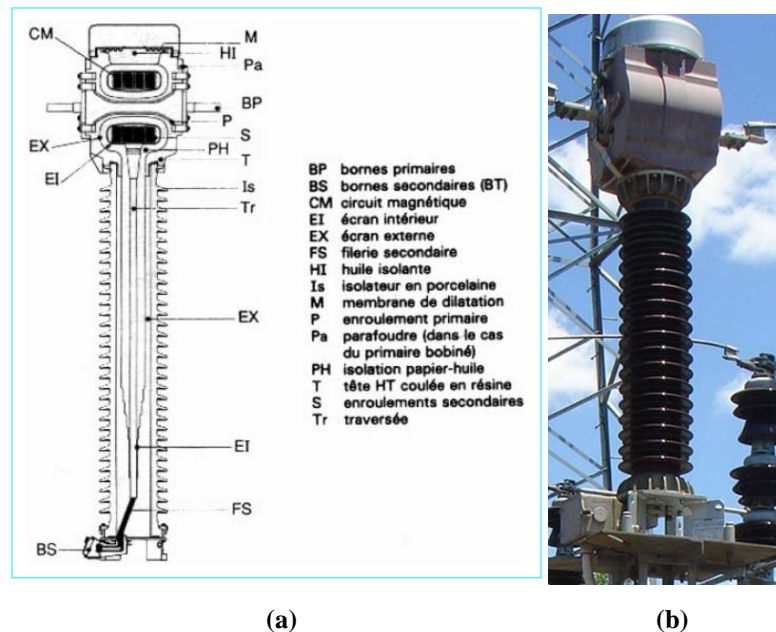 CM
M
HI
Pa
BP
P
S
EX
PH
EI
T
Is
Tr
EX
EI
FS
BS
BP bornes primaires
BS bornes secondaires (BT)
CM circuit magnétique
EI écran intérieur
EX écran externe
FS filerie secondaire
HI huile isolante
Is isolateur en porcelaine
M membrane de dilatation
P enroulement primaire
Pa parafoudre (dans le cas
du primaire bobiné)
PH isolation papier-huile
T tête HT coulée en résine
S enroulements secondaires
Tr traversée
(a)
(b)